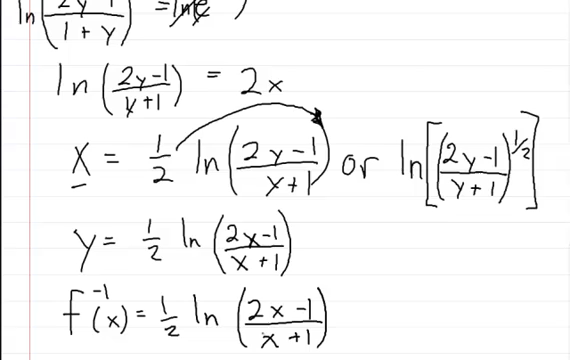 ln((2y-1)/(1+y)) = lne
ln((2y-1)/(y+1)) = 2x
x = 1/2 ln((2y-1)/(x+1)) or ln[((2y-1)/(y+1))^1/2]
y = 1/2 ln((2x-1)/(x+1))
f^-1(x) = 1/2 ln((2x-1)/(x+1))